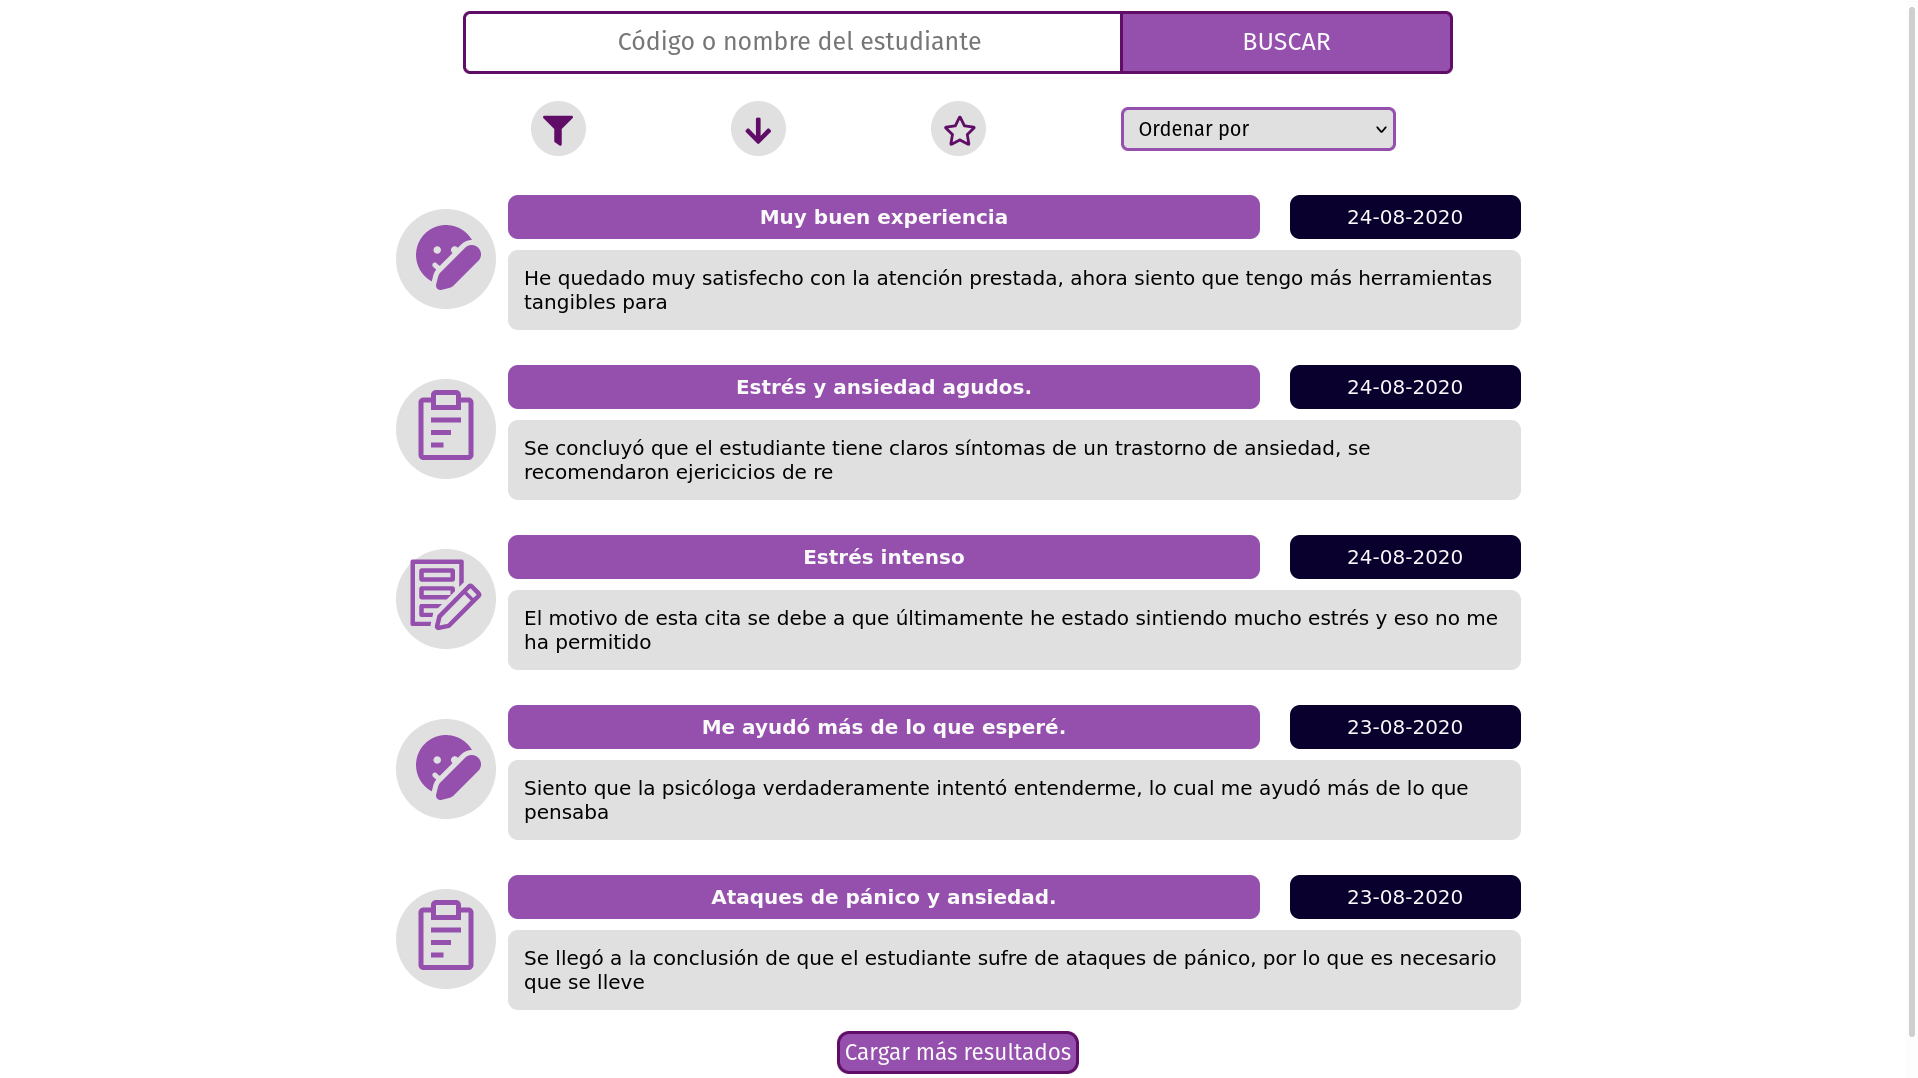 Código o nombre del estudiante
BUSCAR
Ordenar por
Muy buen experiencia
24-08-2020
He quedado muy satisfecho con la atención prestada, ahora siento que tengo más herramientas
tangibles para
Estrés y ansiedad agudos.
24-08-2020
Se concluyó que el estudiante tiene claros síntomas de un trastorno de ansiedad, se
recomendaron ejericicios de re
Estrés intenso
24-08-2020
El motivo de esta cita se debe a que últimamente he estado sintiendo mucho estrés y eso no me
ha permitido
Me ayudó más de lo que esperé.
23-08-2020
Siento que la psicóloga verdaderamente intentó entenderme, lo cual me ayudó más de lo que
pensaba
Ataques de pánico y ansiedad.
23-08-2020
Se llegó a la conclusión de que el estudiante sufre de ataques de pánico, por lo que es necesario
que se lleve
Cargar más resultados